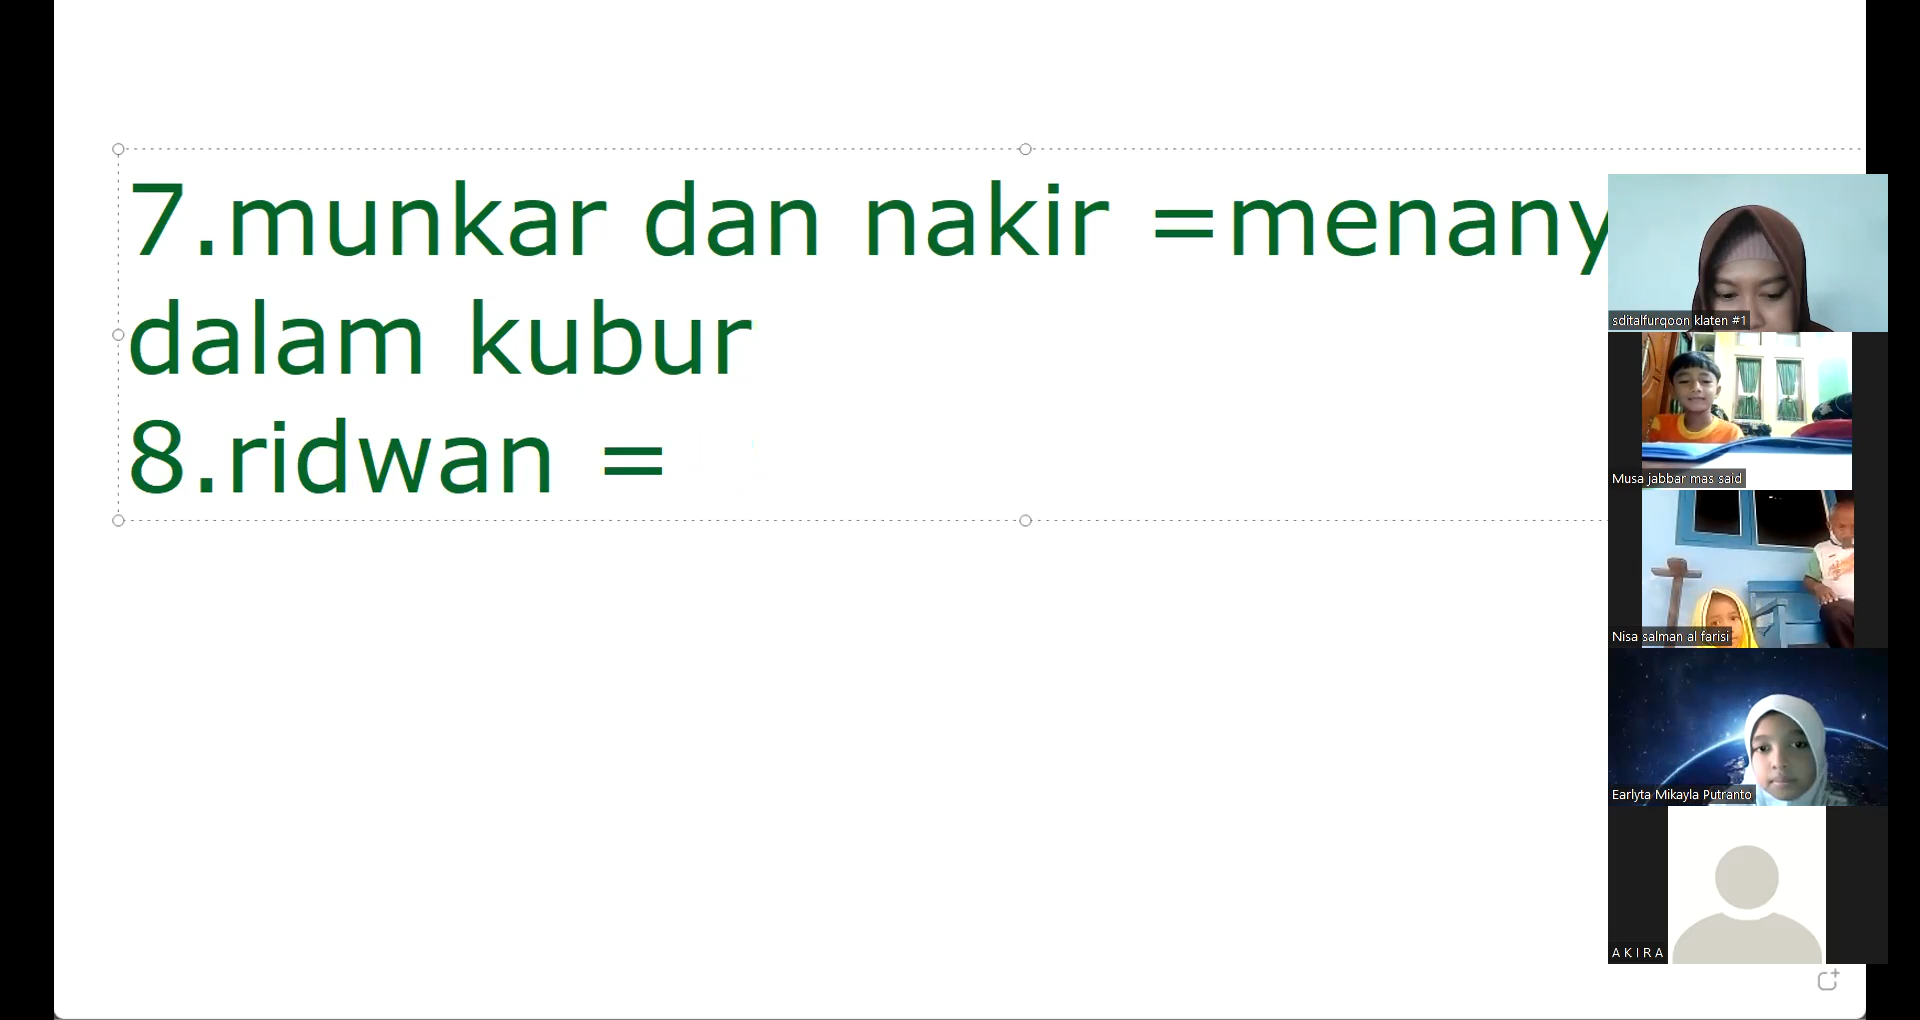 7.munkar dan nakir =
dalam kubur
8.ridwan =
sditalfurqoon klaten #1
Musa jabbar mas said
Nisa salman al farisi
Earlyta Mikayla Putranto
A K I R A